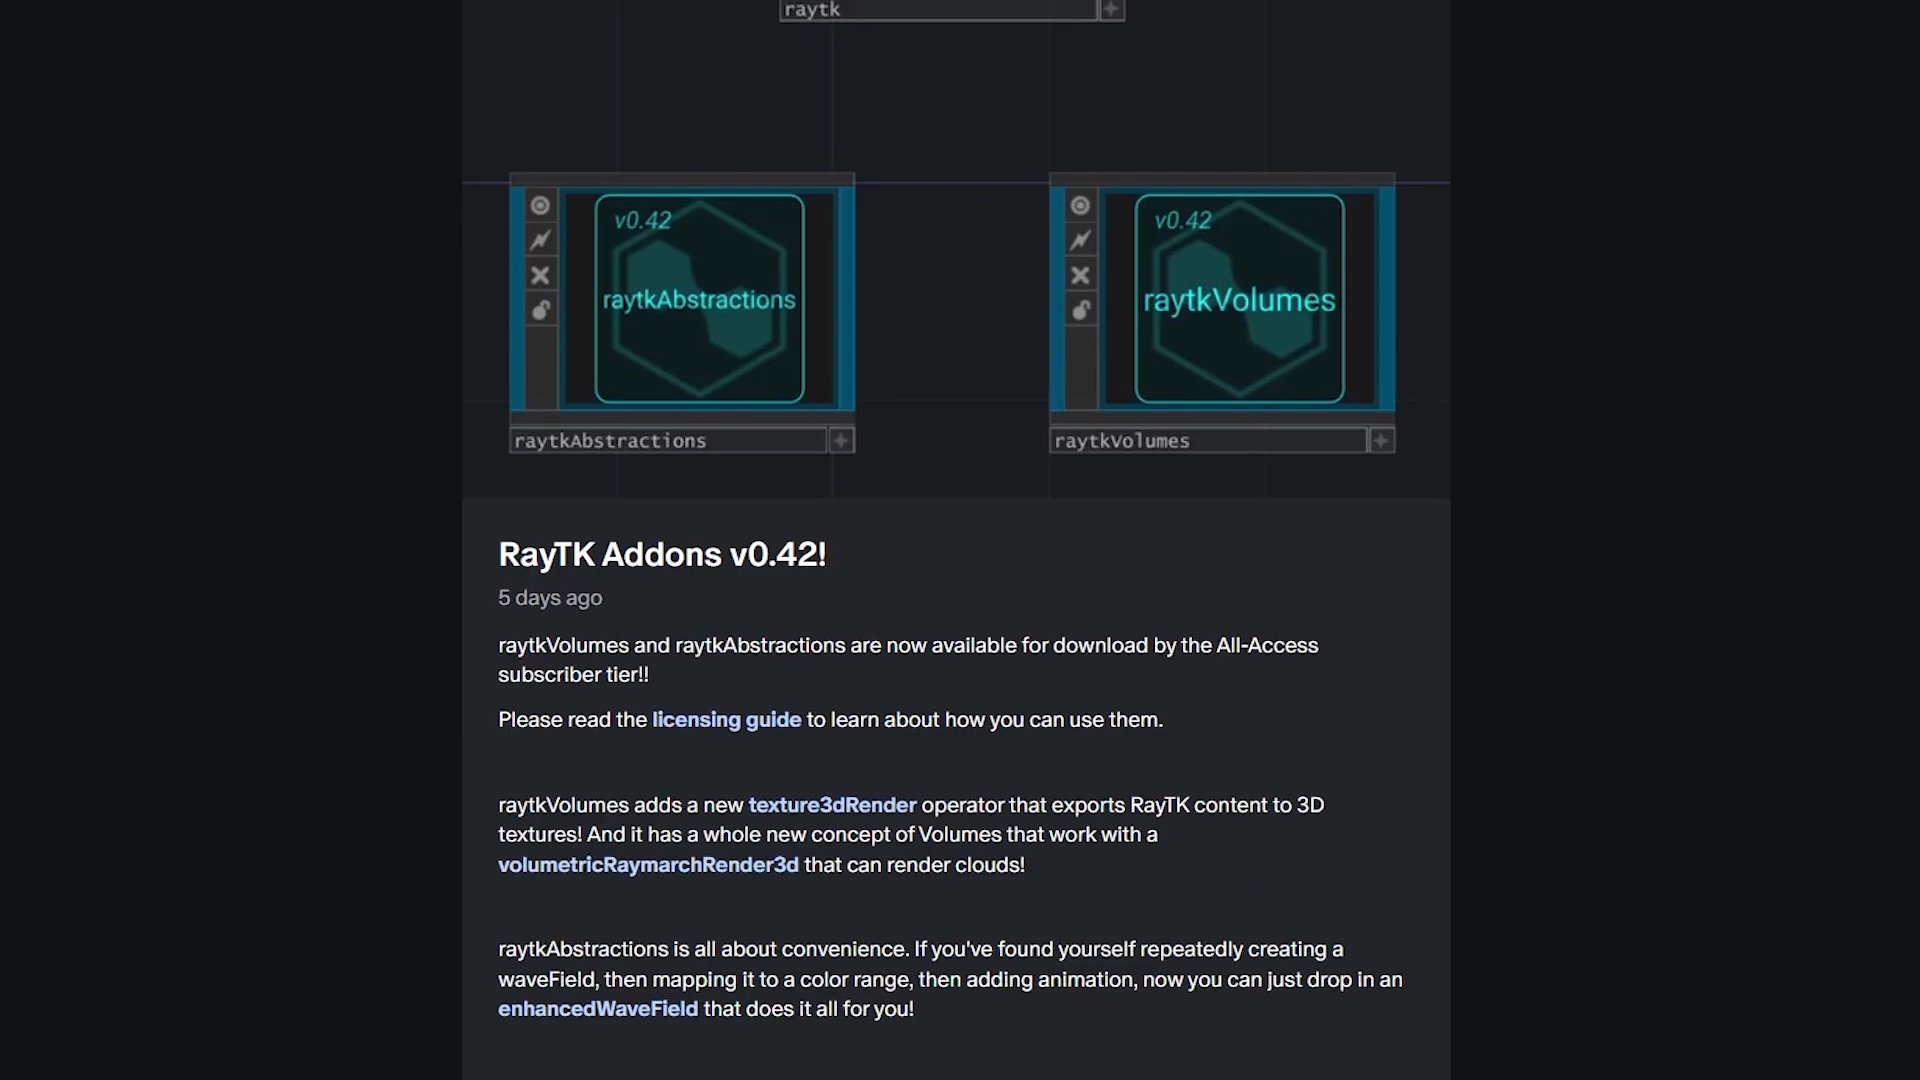 raytk
v0.42
raytkAbstractions
raytkAbstractions
v0.42
raytkVolumes
raytkVolumes
RayTK Addons v0.42!
5 days ago
raytkVolumes and raytkAbstractions are now available for download by the All-Access
subscriber tier!!
Please read the licensing guide to learn about how you can use them.
raytkVolumes adds a new texture3dRender operator that exports RayTK content to 3D
textures! And it has a whole new concept of Volumes that work with a
volumetricRaymarchRender3d that can render clouds!
raytkAbstractions is all about convenience. If you've found yourself repeatedly creating a
waveField, then mapping it to a color range, then adding animation, now you can just drop in an
enhancedWaveField that does it all for you!